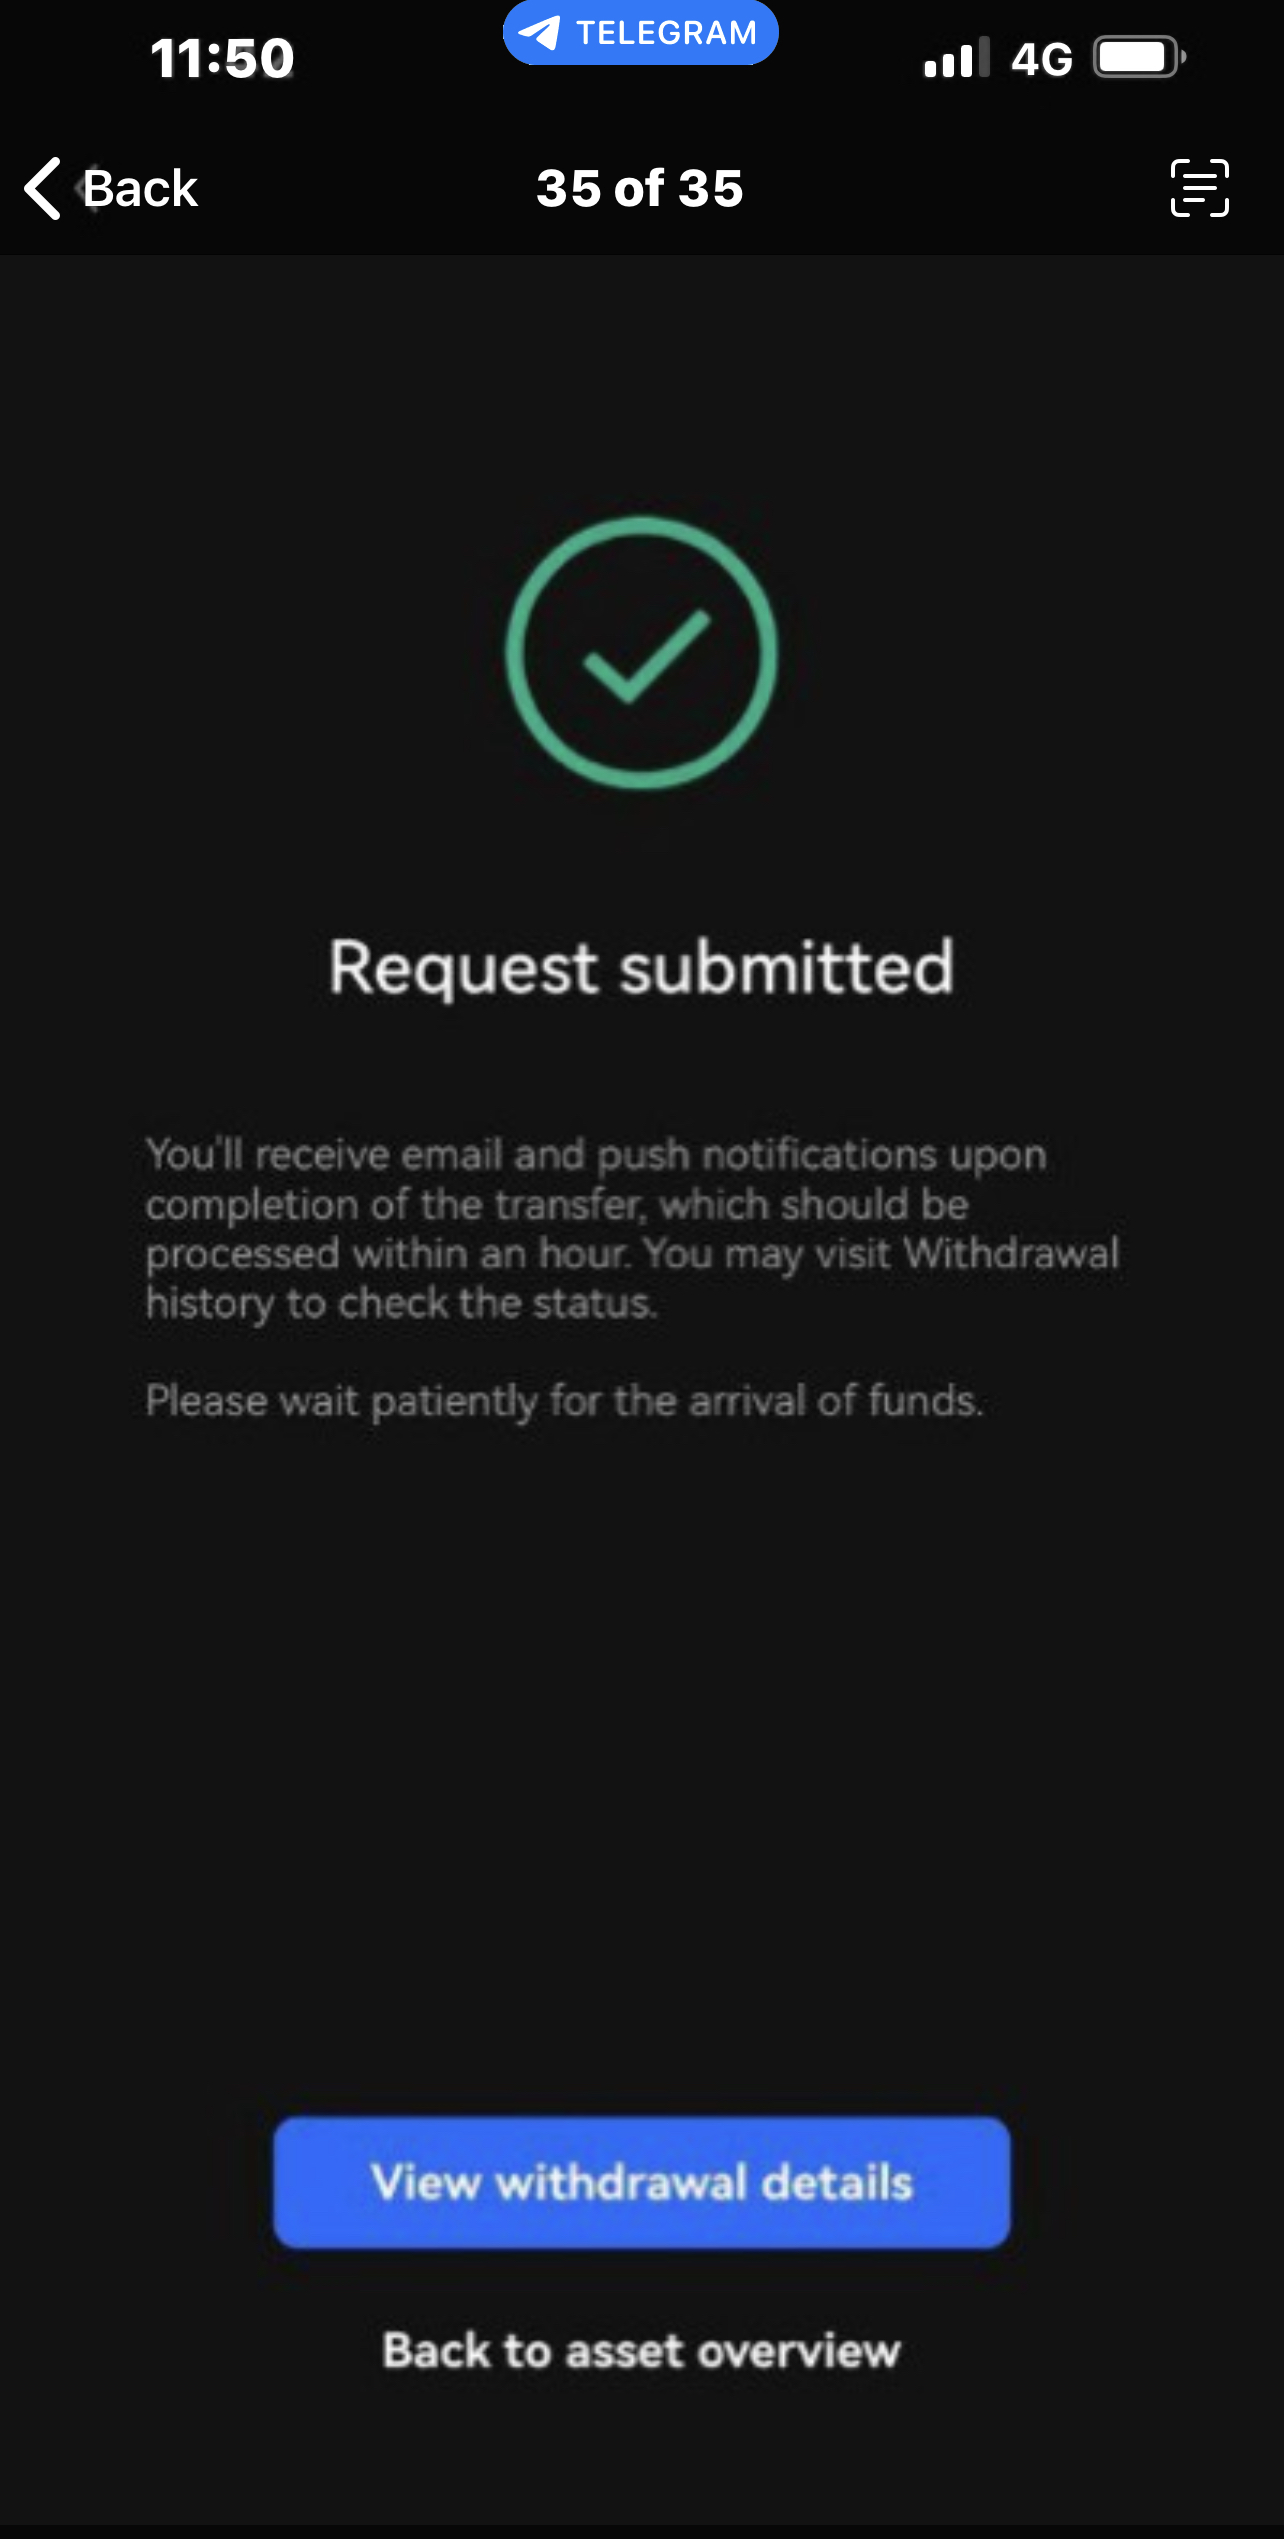 11:50
TELEGRAM
4G
Back
35 of 35
Request submitted
You'll receive email and push notifications upon
completion of the transfer, which should be
processed within an hour. You may visit Withdrawal
history to check the status.
Please wait patiently for the arrival of funds.
View withdrawal details
Back to asset overview